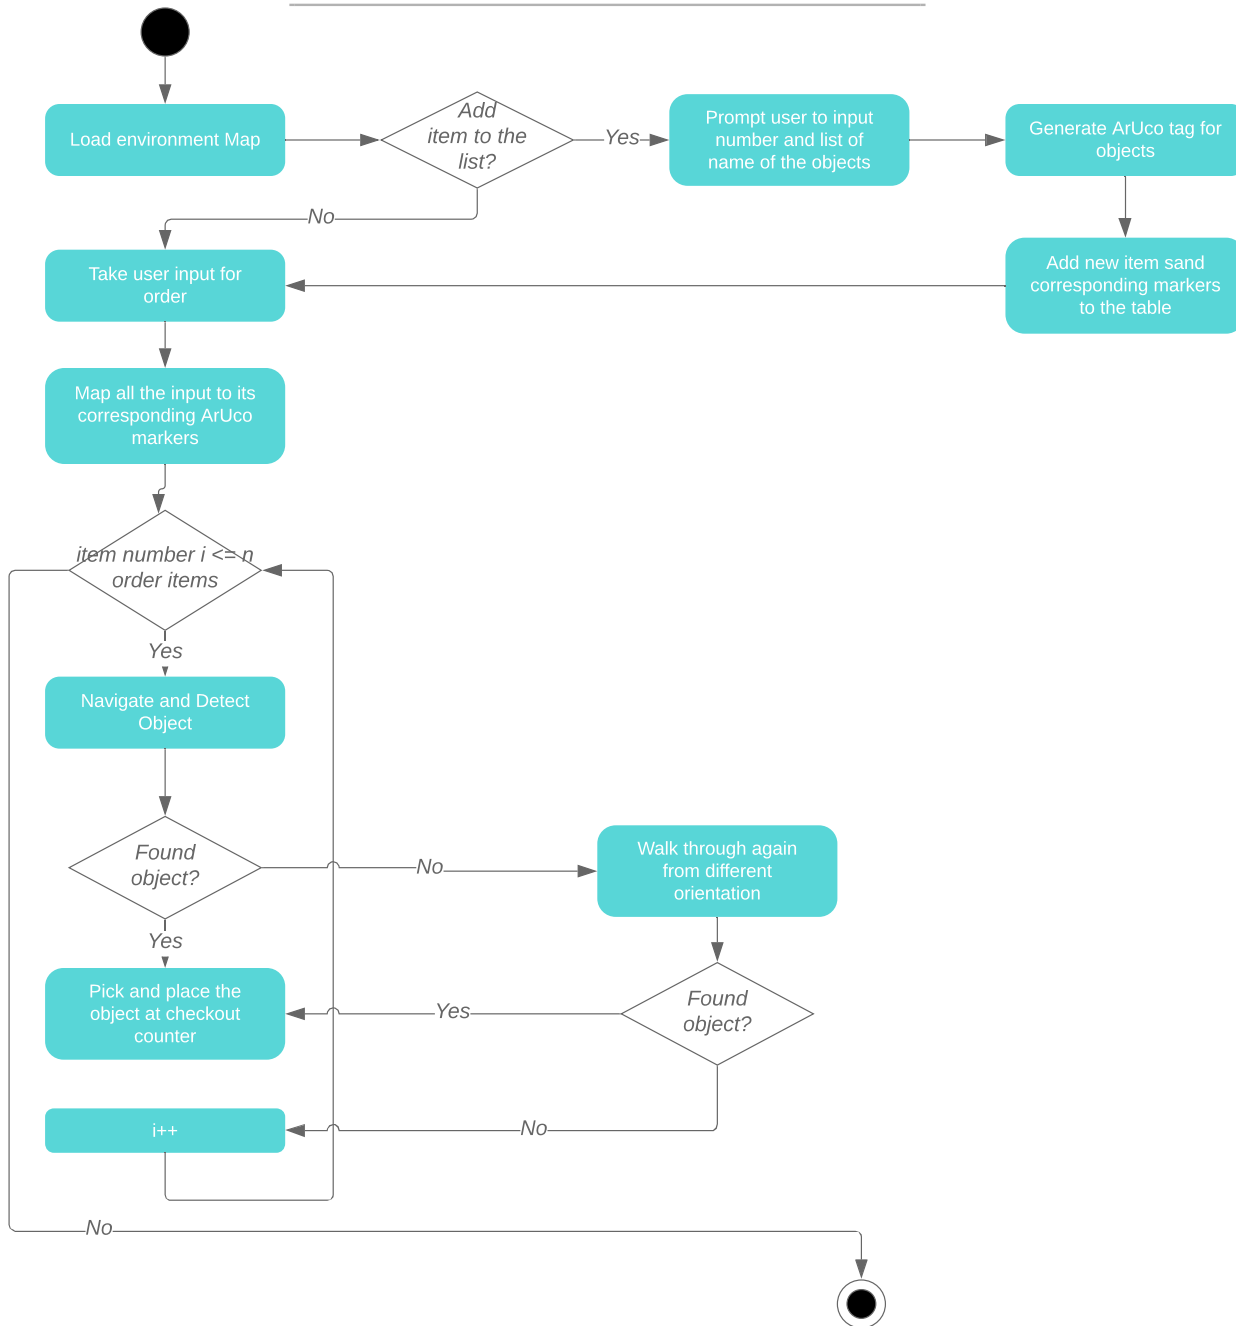 Load environment Map
Add
item to the
list?
Yes
Prompt user to input
number and list of
name of the objects
Generate ArUco tag for
objects
No
Take user input for
order
Add new item sand
corresponding markers
to the table
Map all the input to its
corresponding ArUco
markers
item number i <= n
order items
Yes
Navigate and Detect
Object
Found
object?
No
Walk through again
from different
orientation
Yes
Pick and place the
object at checkout
counter
Yes
Found
object?
i++
No
No